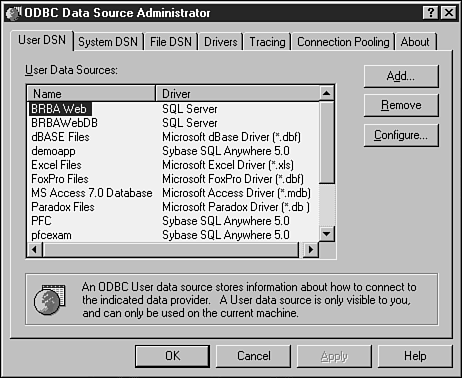 ODBC Data Source Administrator
User DSN System DSN File DSN Drivers Tracing Connection Pooling About
User Data Sources:
Name Driver
BRBA Web SQL Server
BRBAWebDB SQL Server
dBASE Files Microsoft dBase Driver (*.dbf)
demoapp Sybase SQL Anywhere 5.0
Excel Files Microsoft Excel Driver (*.xls)
FoxPro Files Microsoft FoxPro Driver (*.dbf)
MS Access 7.0 Database Microsoft Access Driver (*.mdb)
Paradox Files Microsoft Paradox Driver (*.db )
PFC Sybase SQL Anywhere 5.0
pfcexam Sybase SQL Anywhere 5.0
Add...
Remove
Configure...
An ODBC User data source stores information about how to connect
to the indicated data provider. A User data source is only visible to you,
and can only be used on the current machine.
OK Cancel Apply Help